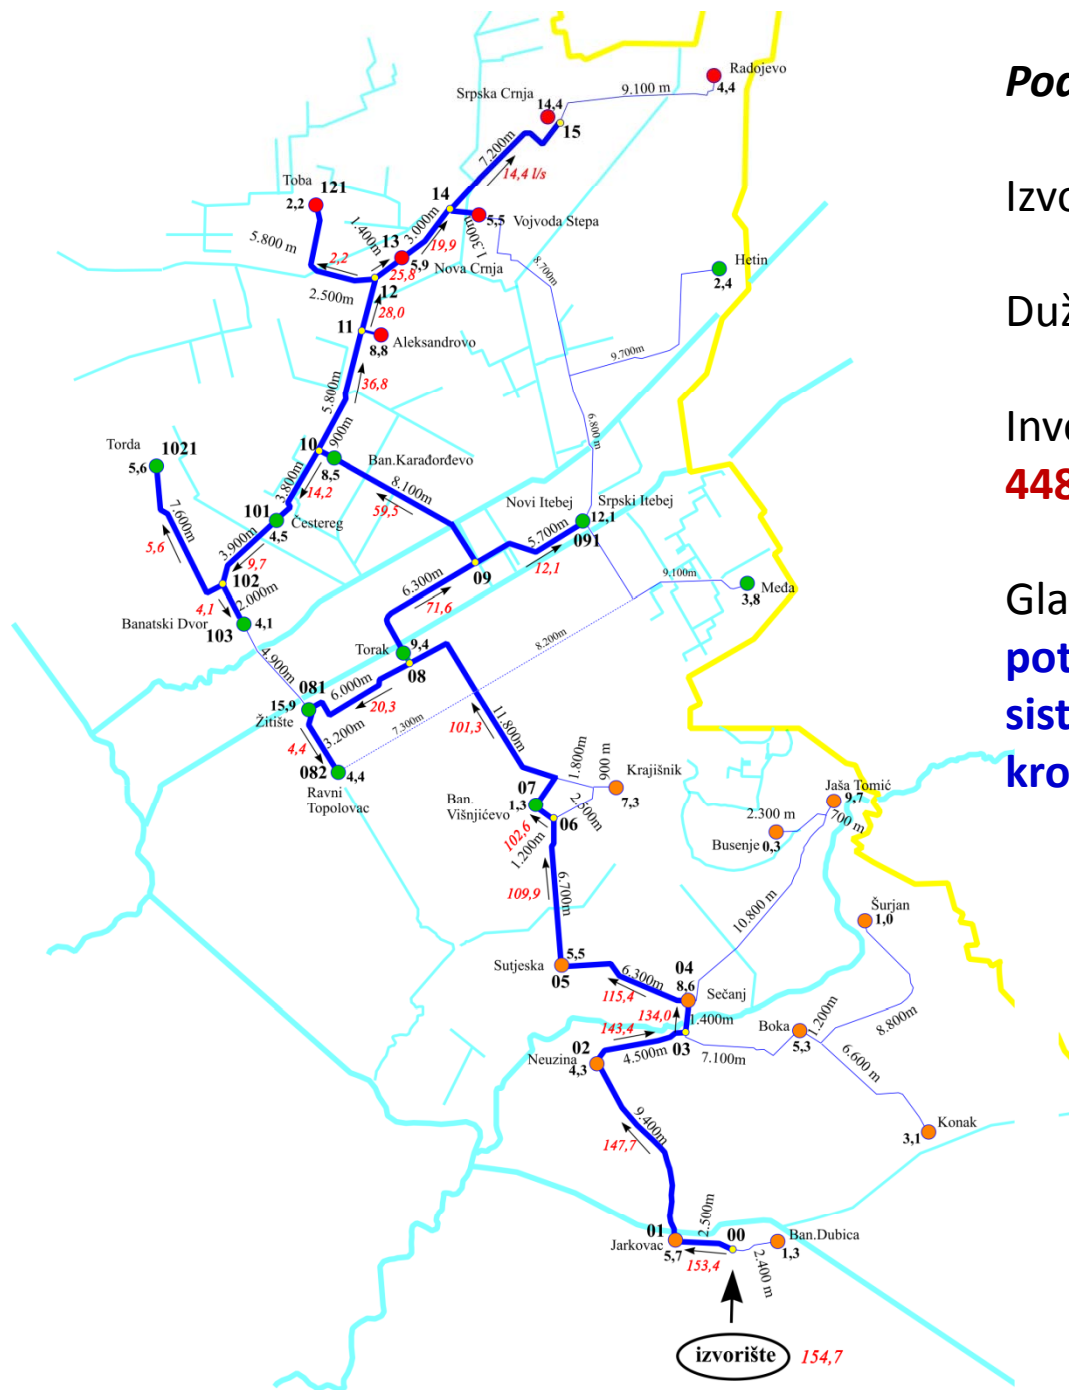 Pod
Izvo
Duž
Inve
448
Gla
pot
sist
kro
Radojevo
4,4
9.100 m
Srpska Crnja
14,4
15
7.200m
14,4 l/s
Toba
121
2,2
14
5,5
Vojvoda Stepa
1.300m
3.000m
19,9
1.400m
13
5,9
Nova Crnja
25,8
5.800 m
2,2
2.500m
12
28,0
8.700m
Hetin
2,4
9.700m
11
Aleksandrovo
8,8
36,8
5.800m
6.800 m
10
900m
Ban.Karađorđevo
8,5
Torda
1021
5,6
14,2
3.800m
8.100m
59,5
101
Čestereg
4,5
7.600m
5,6
3.900m
9,7
Novi Itebej
Srpski Itebej
12,1
091
5.700m
12,1
09
102
4,1
2.000m
6.300m
71,6
9.100m
Međa
3,8
Banatski Dvor
103
4,1
4.900m
Torak
9,4
08
8.200m
081
15,9
Žitište
6.000m
20,3
7.300m
101,3
11.800m
4,4
3.200m
082
4,4
Ravni
Topolovac
1.800m
900 m
Krajišnik
7,3
07
Ban.
1,3
Višnjićevo
2.500m
06
102,6
1.200m
Jaša Tomić
9,7
2.300 m
700 m
Busenje
0,3
109,9
6.700m
10.800 m
Šurjan
1,0
Sutjeska
5,5
05
6.300m
115,4
04
8,6
Sečanj
134,0
1.400m
143,4
03
Boka
5,3
1.200m
8.800m
02
Neuzina
4,3
4.500m
7.100m
6.600 m
9.400m
147,7
Konak
3,1
2.500m
01
00
Ban.Dubica
1,3
Jarkovac
5,7
153,4
2.400 m
izvorište
154,7